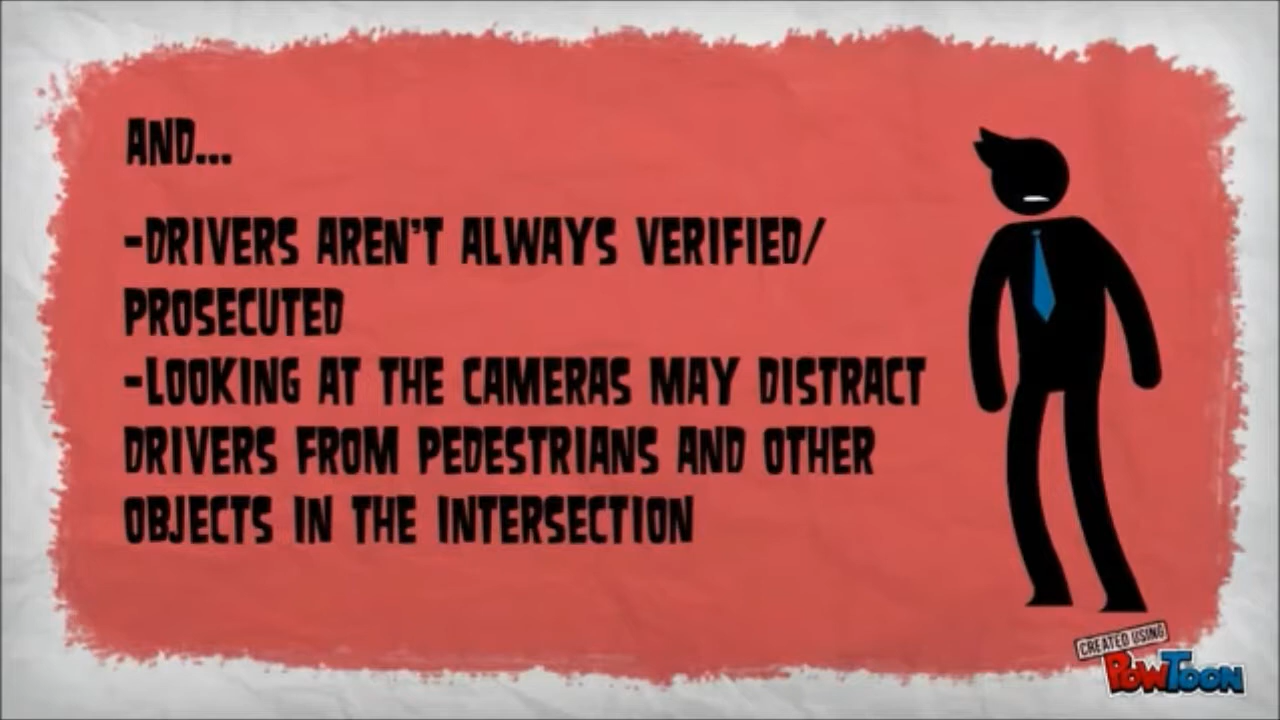 AND...
-DRIVERS AREN'T ALWAYS VERIFIED/
PROSECUTED
-LOOKING AT THE CAMERAS MAY DISTRACT
DRIVERS FROM PEDESTRIANS AND OTHER
OBJECTS IN THE INTERSECTION
CREATED USING
POWTOON